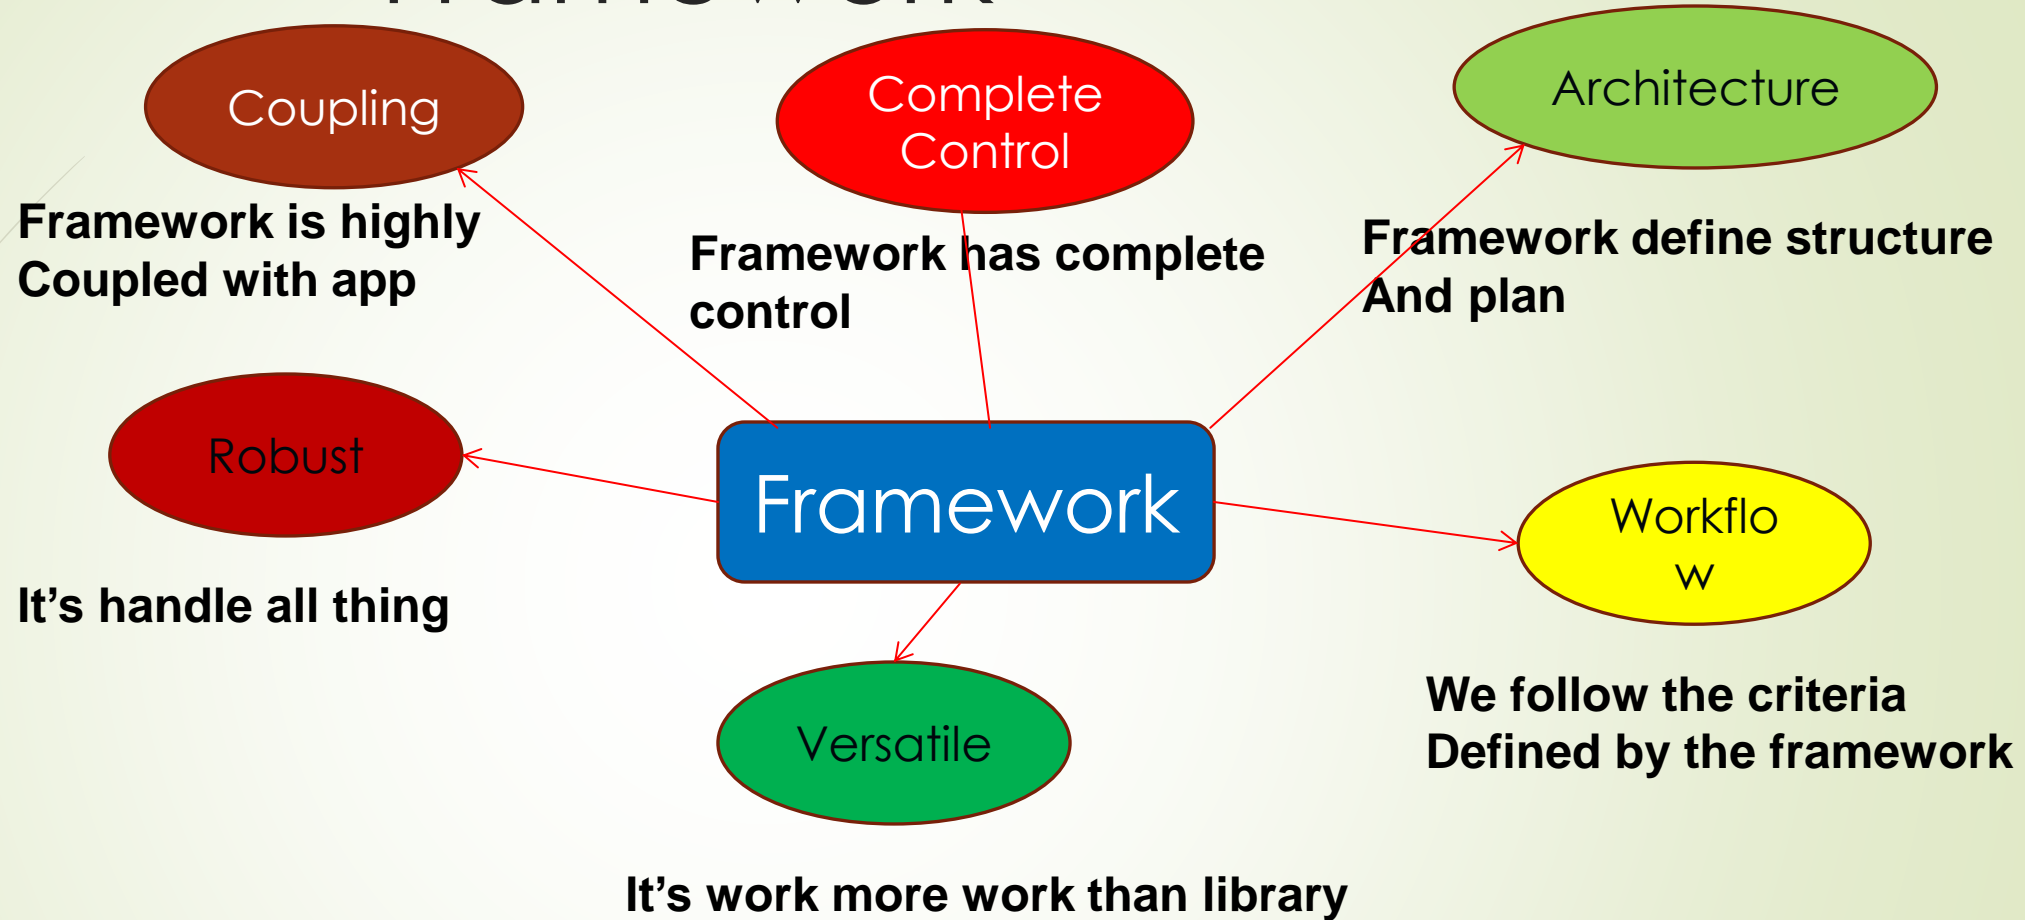 Framework
Coupling
Complete
Control
Architecture
Framework is highly
Coupled with app
Framework has complete
control
Framework define structure
And plan
Robust
Framework
Workflo
w
It’s handle all thing
Versatile
We follow the criteria
Defined by the framework
It’s work more work than library